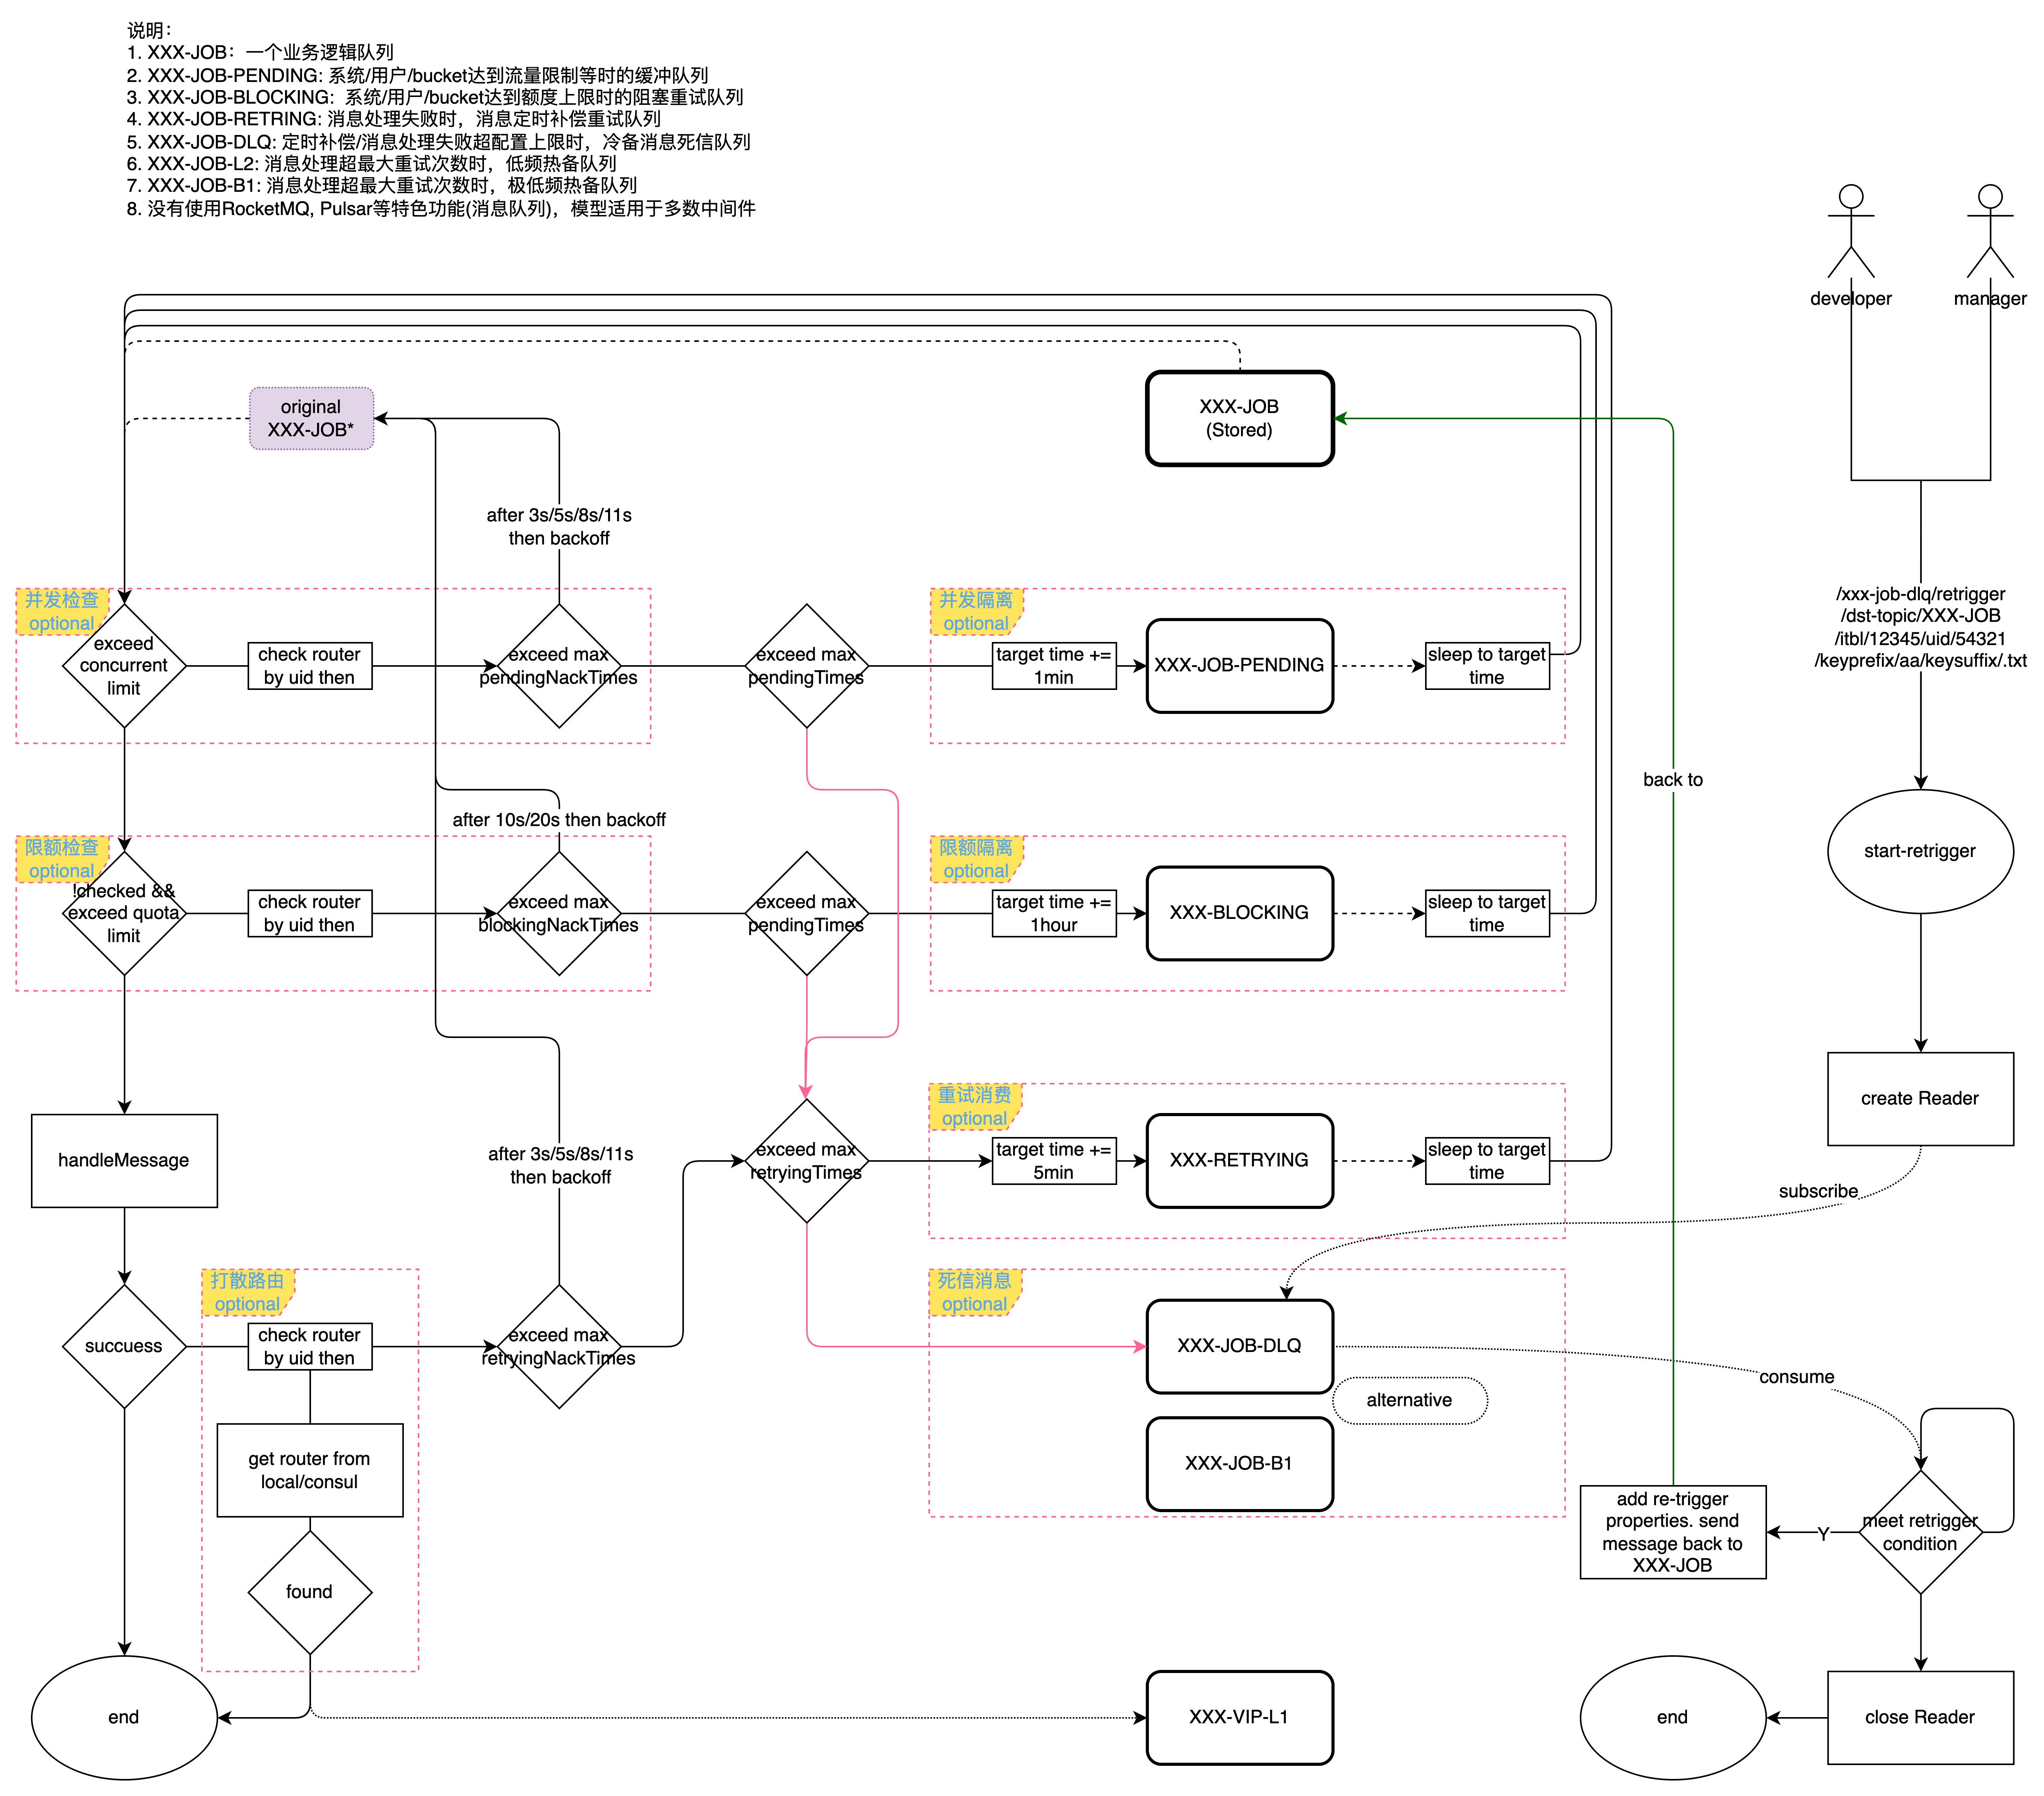 说明：
1. XXX-JOB：一个业务逻辑队列
2. XXX-JOB-PENDING: 系统/用户/bucket达到流量限制等时的缓冲队列
3. XXX-JOB-BLOCKING：系统/用户/bucket达到额度上限时的阻塞重试队列
4. XXX-JOB-RETRING: 消息处理失败时，消息定时补偿重试队列
5. XXX-JOB-DLQ: 定时补偿/消息处理失败超配置上限时，冷备消息死信队列
6. XXX-JOB-L2: 消息处理超最大重试次数时，低频热备队列
7. XXX-JOB-B1: 消息处理超最大重试次数时，极低频热备队列
8. 没有使用RocketMQ, Pulsar等特色功能(消息队列)，模型适用于多数中间件
developer
manager
original
XXX-JOB*
XXX-JOB
(Stored)
after 3s/5s/8s/11s
then backoff
并发检查
optional
exceed
concurrent
limit
check router
by uid then
exceed max
pendingNackTimes
exceed max
pendingTimes
并发隔离
optional
target time +=
1min
XXX-JOB-PENDING
sleep to target
time
/xxx-job-dlq/retrigger
/dst-topic/XXX-JOB
/itbl/12345/uid/54321
/keyprefix/aa/keysuffix/.txt
back to
after 10s/20s then backoff
限额检查
optional
!checked &&
exceed quota
limit
check router
by uid then
exceed max
blockingNackTimes
exceed max
pendingTimes
限额隔离
optional
target time +=
1hour
XXX-BLOCKING
sleep to target
time
start-retrigger
handleMessage
after 3s/5s/8s/11s
then backoff
exceed max
retryingTimes
重试消费
optional
target time +=
5min
XXX-RETRYING
sleep to target
time
create Reader
subscribe
succuess
打散路由
optional
check router
by uid then
exceed max
retryingNackTimes
死信消息
optional
XXX-JOB-DLQ
alternative
consume
get router from
local/consul
XXX-JOB-B1
add re-trigger
properties. send
message back to
XXX-JOB
Y
meet retrigger
condition
found
end
XXX-VIP-L1
end
close Reader